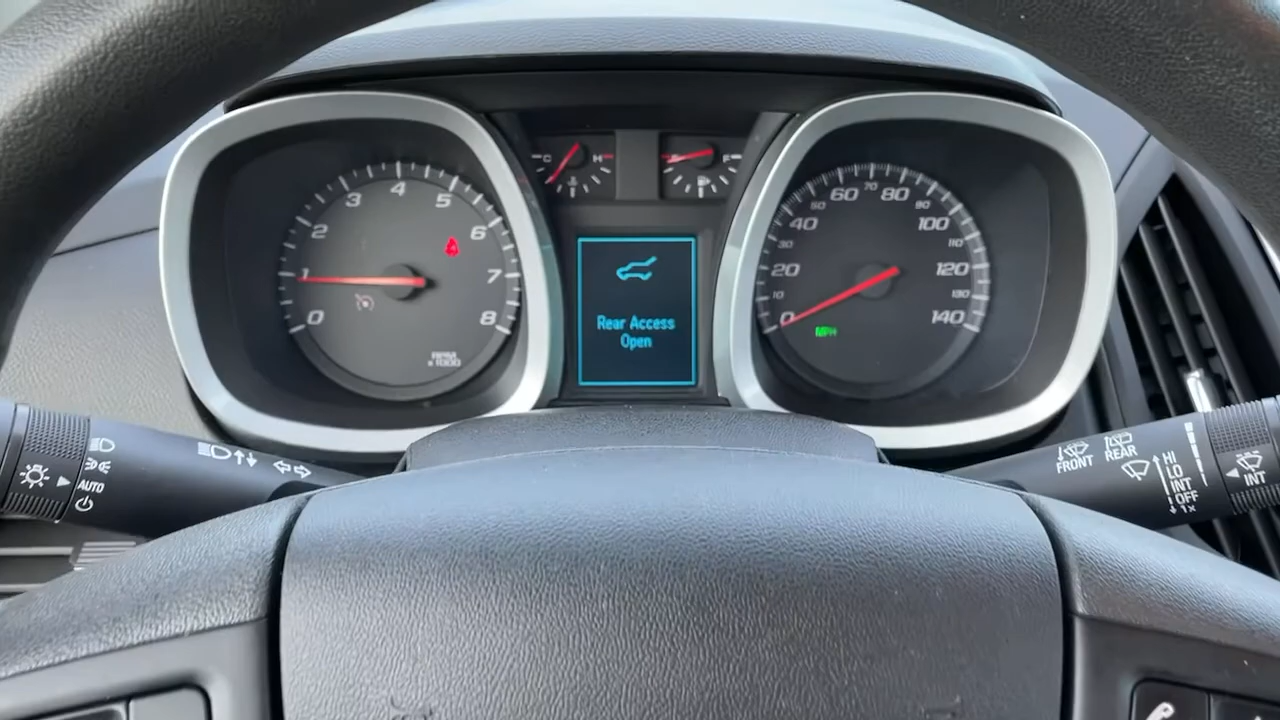 0
1
2
3
4
5
6
7
8
RPM
x 1000
C
H
F
Rear Access
Open
0
10
20
30
40
50
60
70
80
90
100
110
120
130
140
MPH
AUTO
FRONT
REAR
HI
LO
INT
OFF
1x
INT